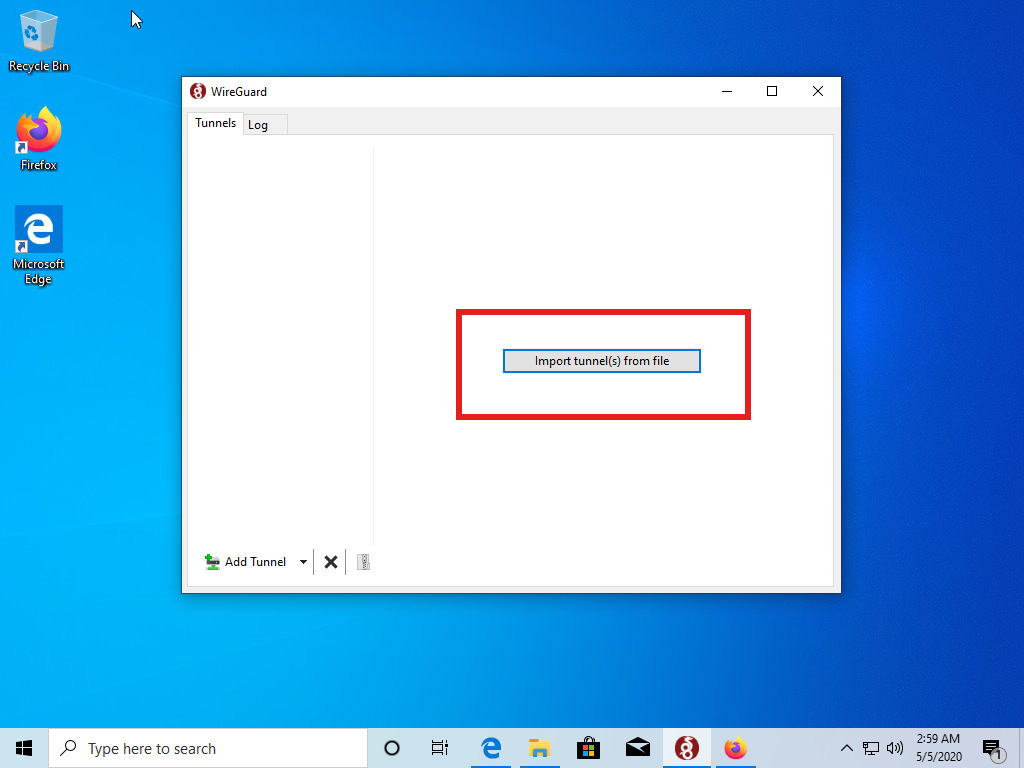 Recycle Bin
Firefox
Microsoft
Edge
WireGuard
Tunnels
Log
Import tunnel(s) from file
Add Tunnel
Type here to search
2:59 AM
5/5/2020
1